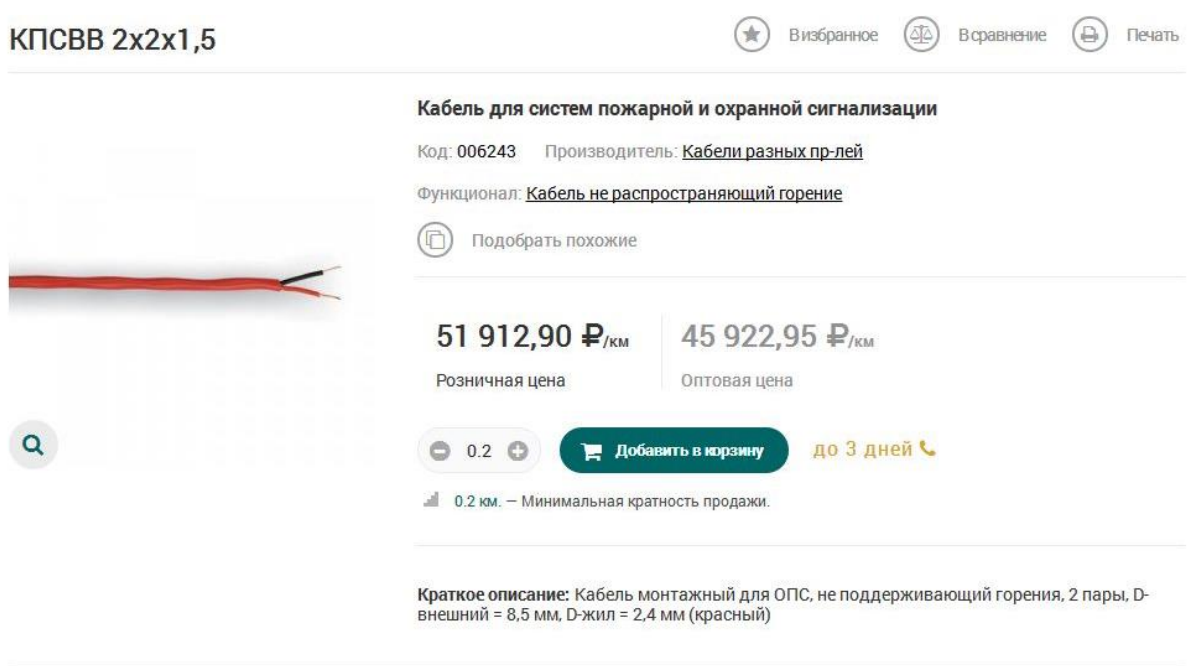 КПСВВ 2x2x1,5
В избранное
В сравнение
Печать
Кабель для систем пожарной и охранной сигнализации
Код: 006243 Производитель: Кабели разных пр-лей
Функционал: Кабель не распространяющий горение
Подобрать похожие
51 912,90 ₽/км
Розничная цена
45 922,95 ₽/км
Оптовая цена
0.2
Добавить в корзину
до 3 дней
0.2 км. — Минимальная кратность продажи.
Краткое описание: Кабель монтажный для ОПС, не поддерживающий горения, 2 пары, D-
внешний = 8,5 мм, D-жил = 2,4 мм (красный)